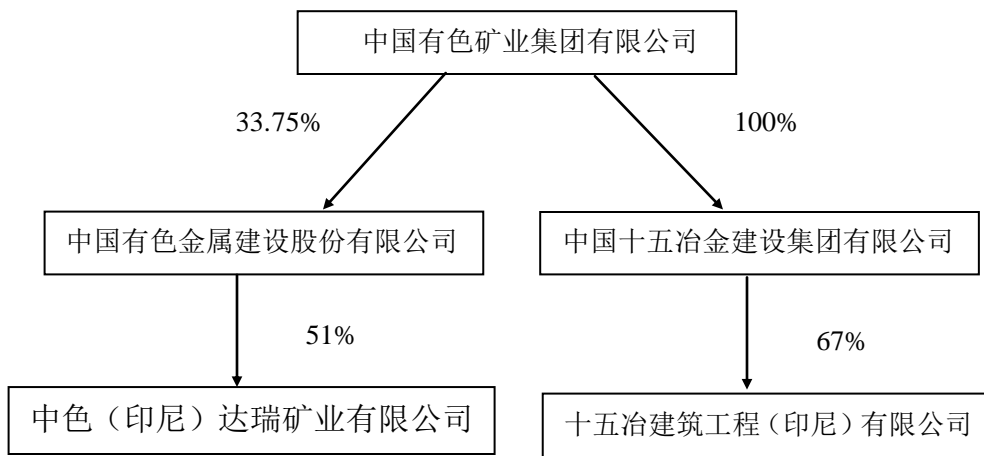 中国有色矿业集团有限公司
33.75%
100%
中国有色金属建设股份有限公司
中国十五冶金建设集团有限公司
51%
67%
中色（印尼）达瑞矿业有限公司
十五冶建筑工程（印尼）有限公司